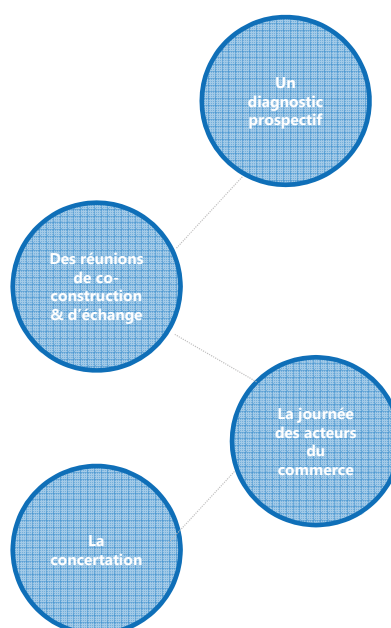 Un
diagnostic
prospectif
Des réunions
de co-
construction
& d'échange
La journée
des acteurs
du
commerce
La
concertation